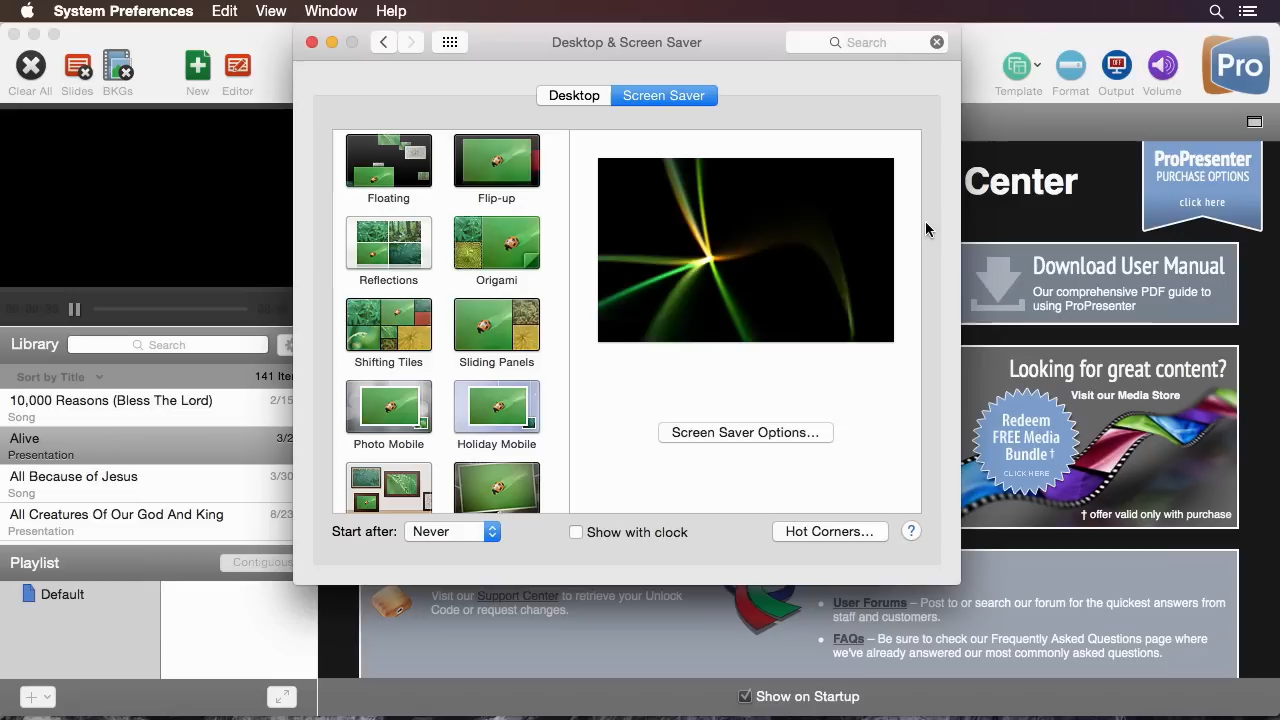 System Preferences Edit View Window Help
Desktop & Screen Saver
Search
Clear All Slides BKGs New Editor
Template Format Output Volume
Pro
Desktop Screen Saver
Floating Flip-up
Reflections Origami
Shifting Tiles Sliding Panels
Photo Mobile Holiday Mobile
Screen Saver Options...
Start after: Never
Show with clock
Hot Corners...
?
Library
Search
Sort by Title
141 Iter
10,000 Reasons (Bless The Lord) 2/15
Song
Alive 3/2
Presentation
All Because of Jesus 3/30
Song
All Creatures Of Our God And King 8/23
Presentation
Playlist
Contiguous
Default
Center
ProPresenter
PURCHASE OPTIONS
click here
Download User Manual
Our comprehensive PDF guide to
using ProPresenter
Looking for great content?
Visit our Media Store
Redeem
FREE Media
Bundle †
CLICK HERE
† offer valid only with purchase
Visit our Support Center to retrieve your Unlock
Code or request changes.
User Forums – Post to or search our forum for the quickest answers from
staff and customers.
FAQs – Be sure to check our Frequently Asked Questions page where
we've already answered our most commonly asked questions.
Show on Startup